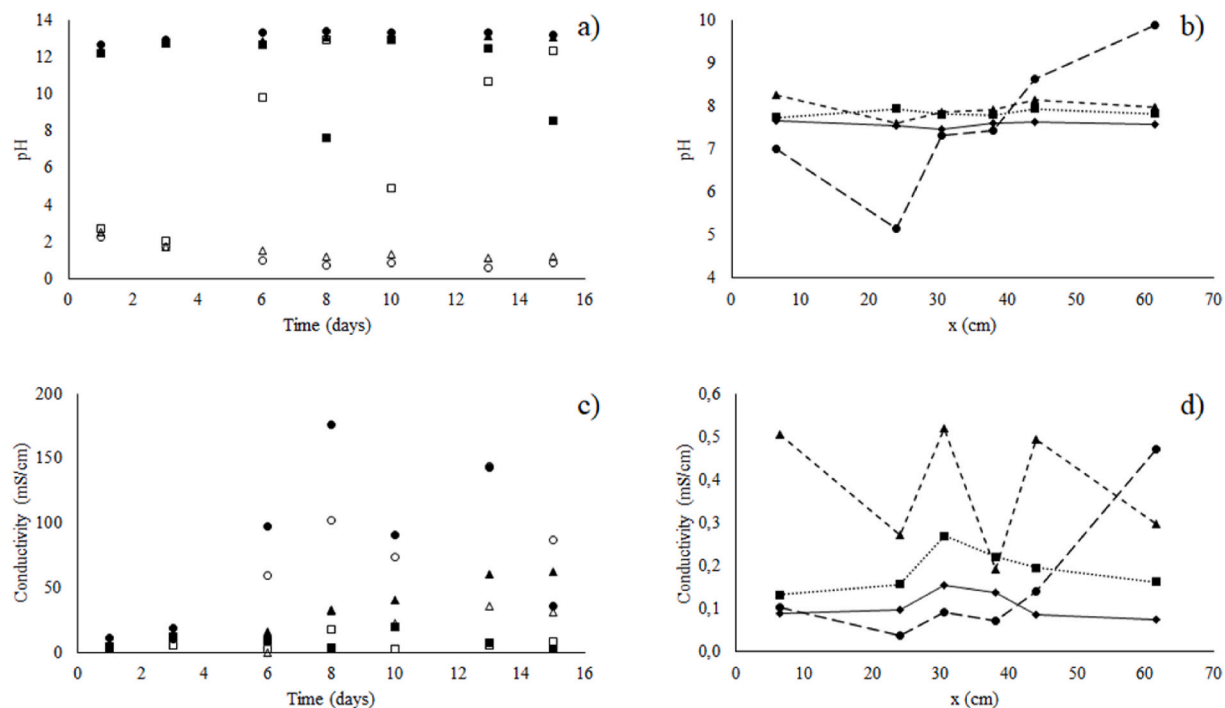 a)
14
12
10
8
6
4
2
0
pH
0 2 4 6 8 10 12 14 16
Time (days)
b)
10
9
8
7
6
5
4
pH
0 10 20 30 40 50 60 70
x (cm)
c)
200
150
100
50
0
Conductivity (mS/cm)
0 2 4 6 8 10 12 14 16
Time (days)
d)
0,6
0,5
0,4
0,3
0,2
0,1
0,0
Conductivity (mS/cm)
0 10 20 30 40 50 60 70
x (cm)